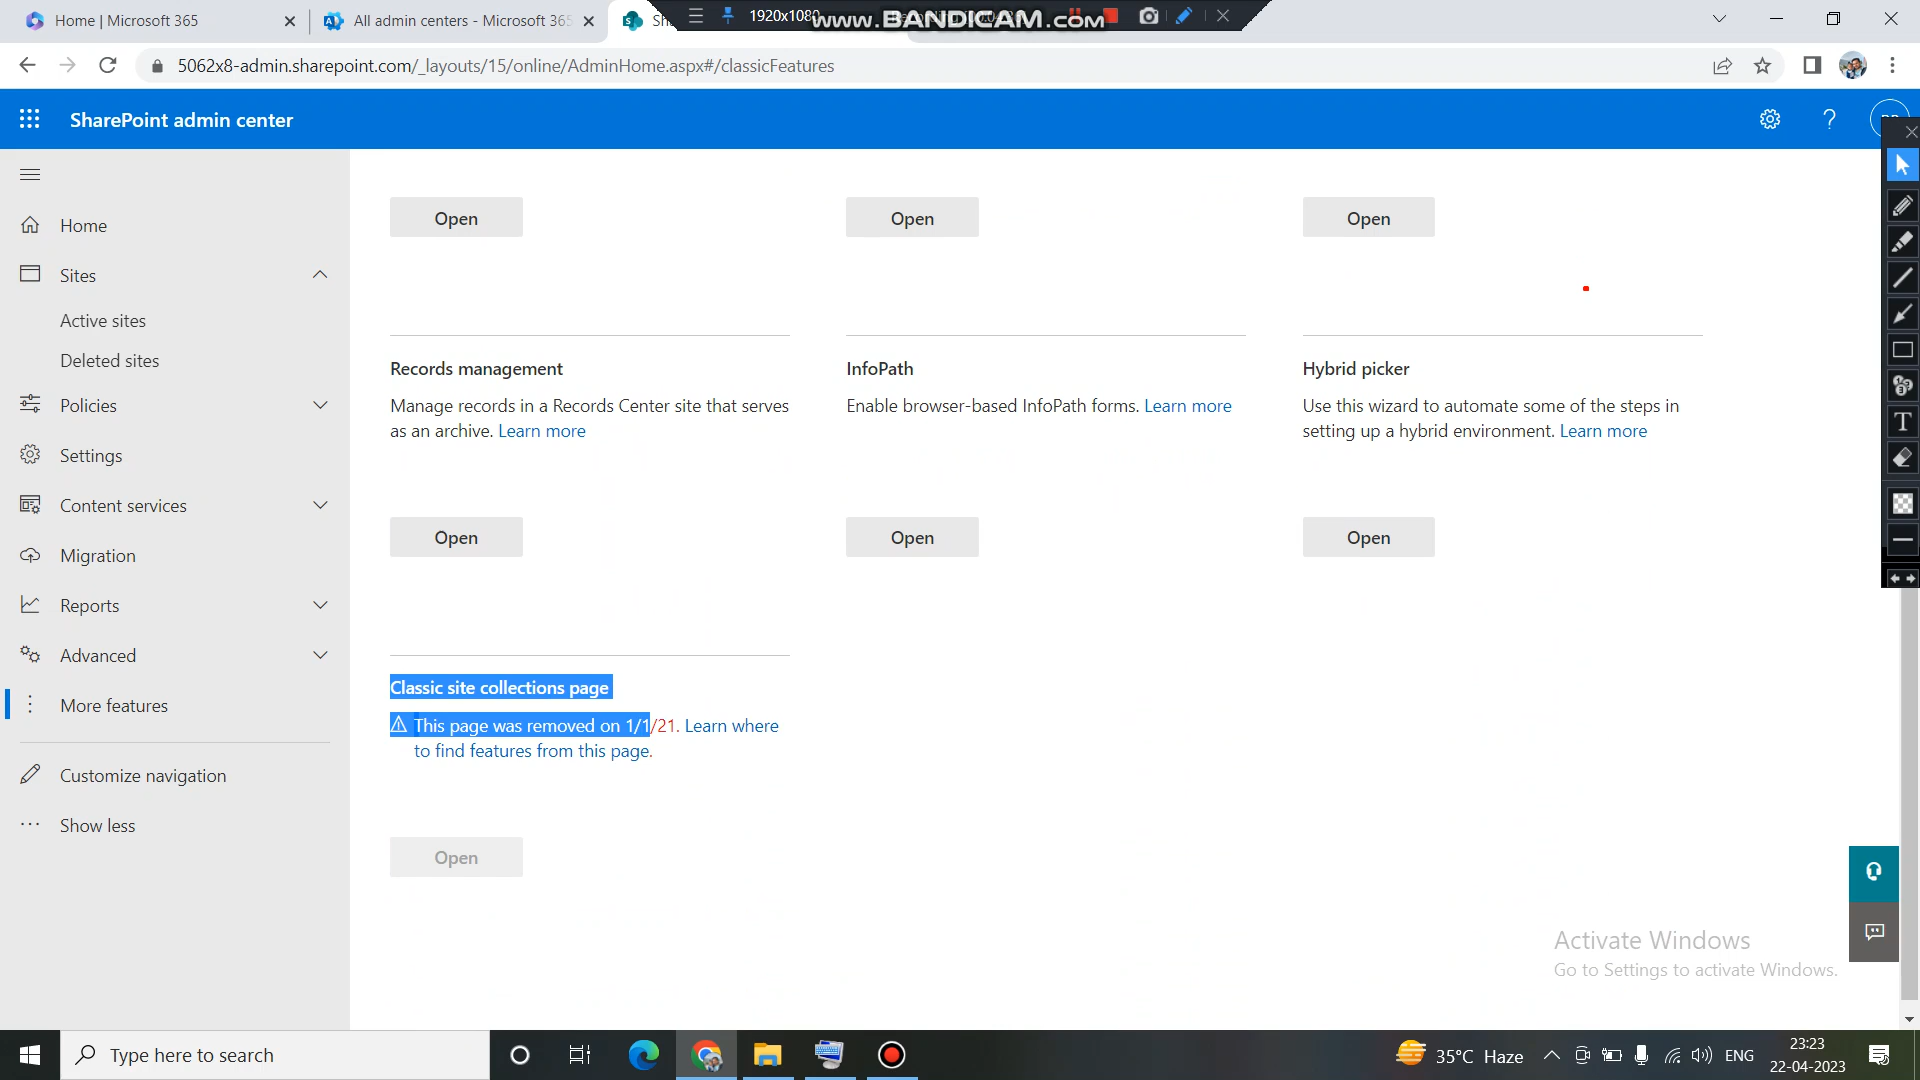 Home | Microsoft 365
All admin centers - Microsoft 365
Sh
1920x1080
www.BANDICAM.com
5062x8-admin.sharepoint.com/_layouts/15/online/AdminHome.aspx#/classicFeatures
SharePoint admin center
Home
Sites
Active sites
Deleted sites
Policies
Settings
Content services
Migration
Reports
Advanced
More features
Customize navigation
Show less
Open
Open
Open
Records management
Manage records in a Records Center site that serves
as an archive. Learn more
Open
InfoPath
Enable browser-based InfoPath forms. Learn more
Open
Hybrid picker
Use this wizard to automate some of the steps in
setting up a hybrid environment. Learn more
Open
Classic site collections page
This page was removed on 1/1/21. Learn where
to find features from this page.
Open
Activate Windows
Go to Settings to activate Windows.
Type here to search
35°C Haze
ENG
23:23
22-04-2023